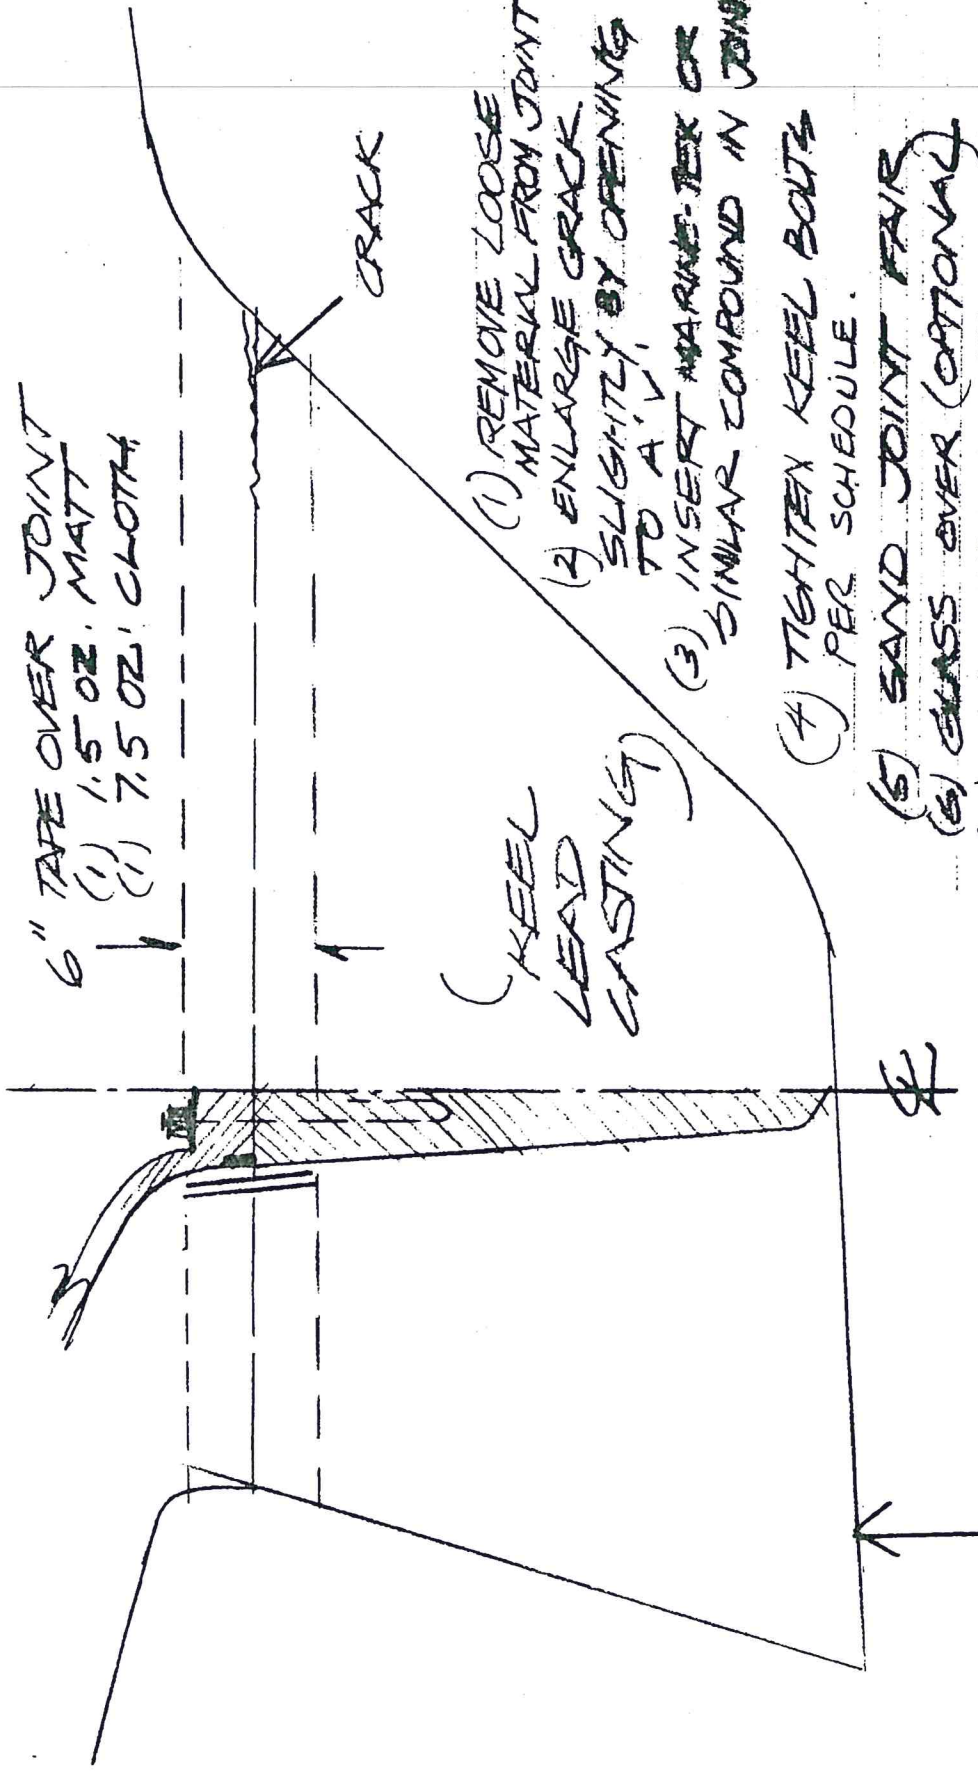 6" TAPE OVER JOINT
(1) 1.5 OZ. MATT
(1) 7.5 OZ. CLOTH
CRACK
(KEEL
LEAD
CASTING)
(1) REMOVE LOOSE
MATERIAL FROM JOINT
(2) ENLARGE CRACK
SLIGHTLY BY OPENING
TO A V.
(3) INSERT MARINE-TEX OR
SIMILAR COMPOUND IN JOIN
(4) TIGHTEN KEEL BOLTS
PER SCHEDULE.
(5) SAND JOINT FAIR
(6) GLASS OVER (OPTIONAL)